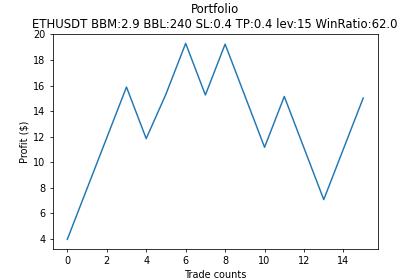 Portfolio
ETHUSDT BBM:2.9 BBL:240 SL:0.4 TP:0.4 lev:15 WinRatio:62.0
20
18
16
14
12
10
8
6
4
Profit ($)
0 2 4 6 8 10 12 14
Trade counts